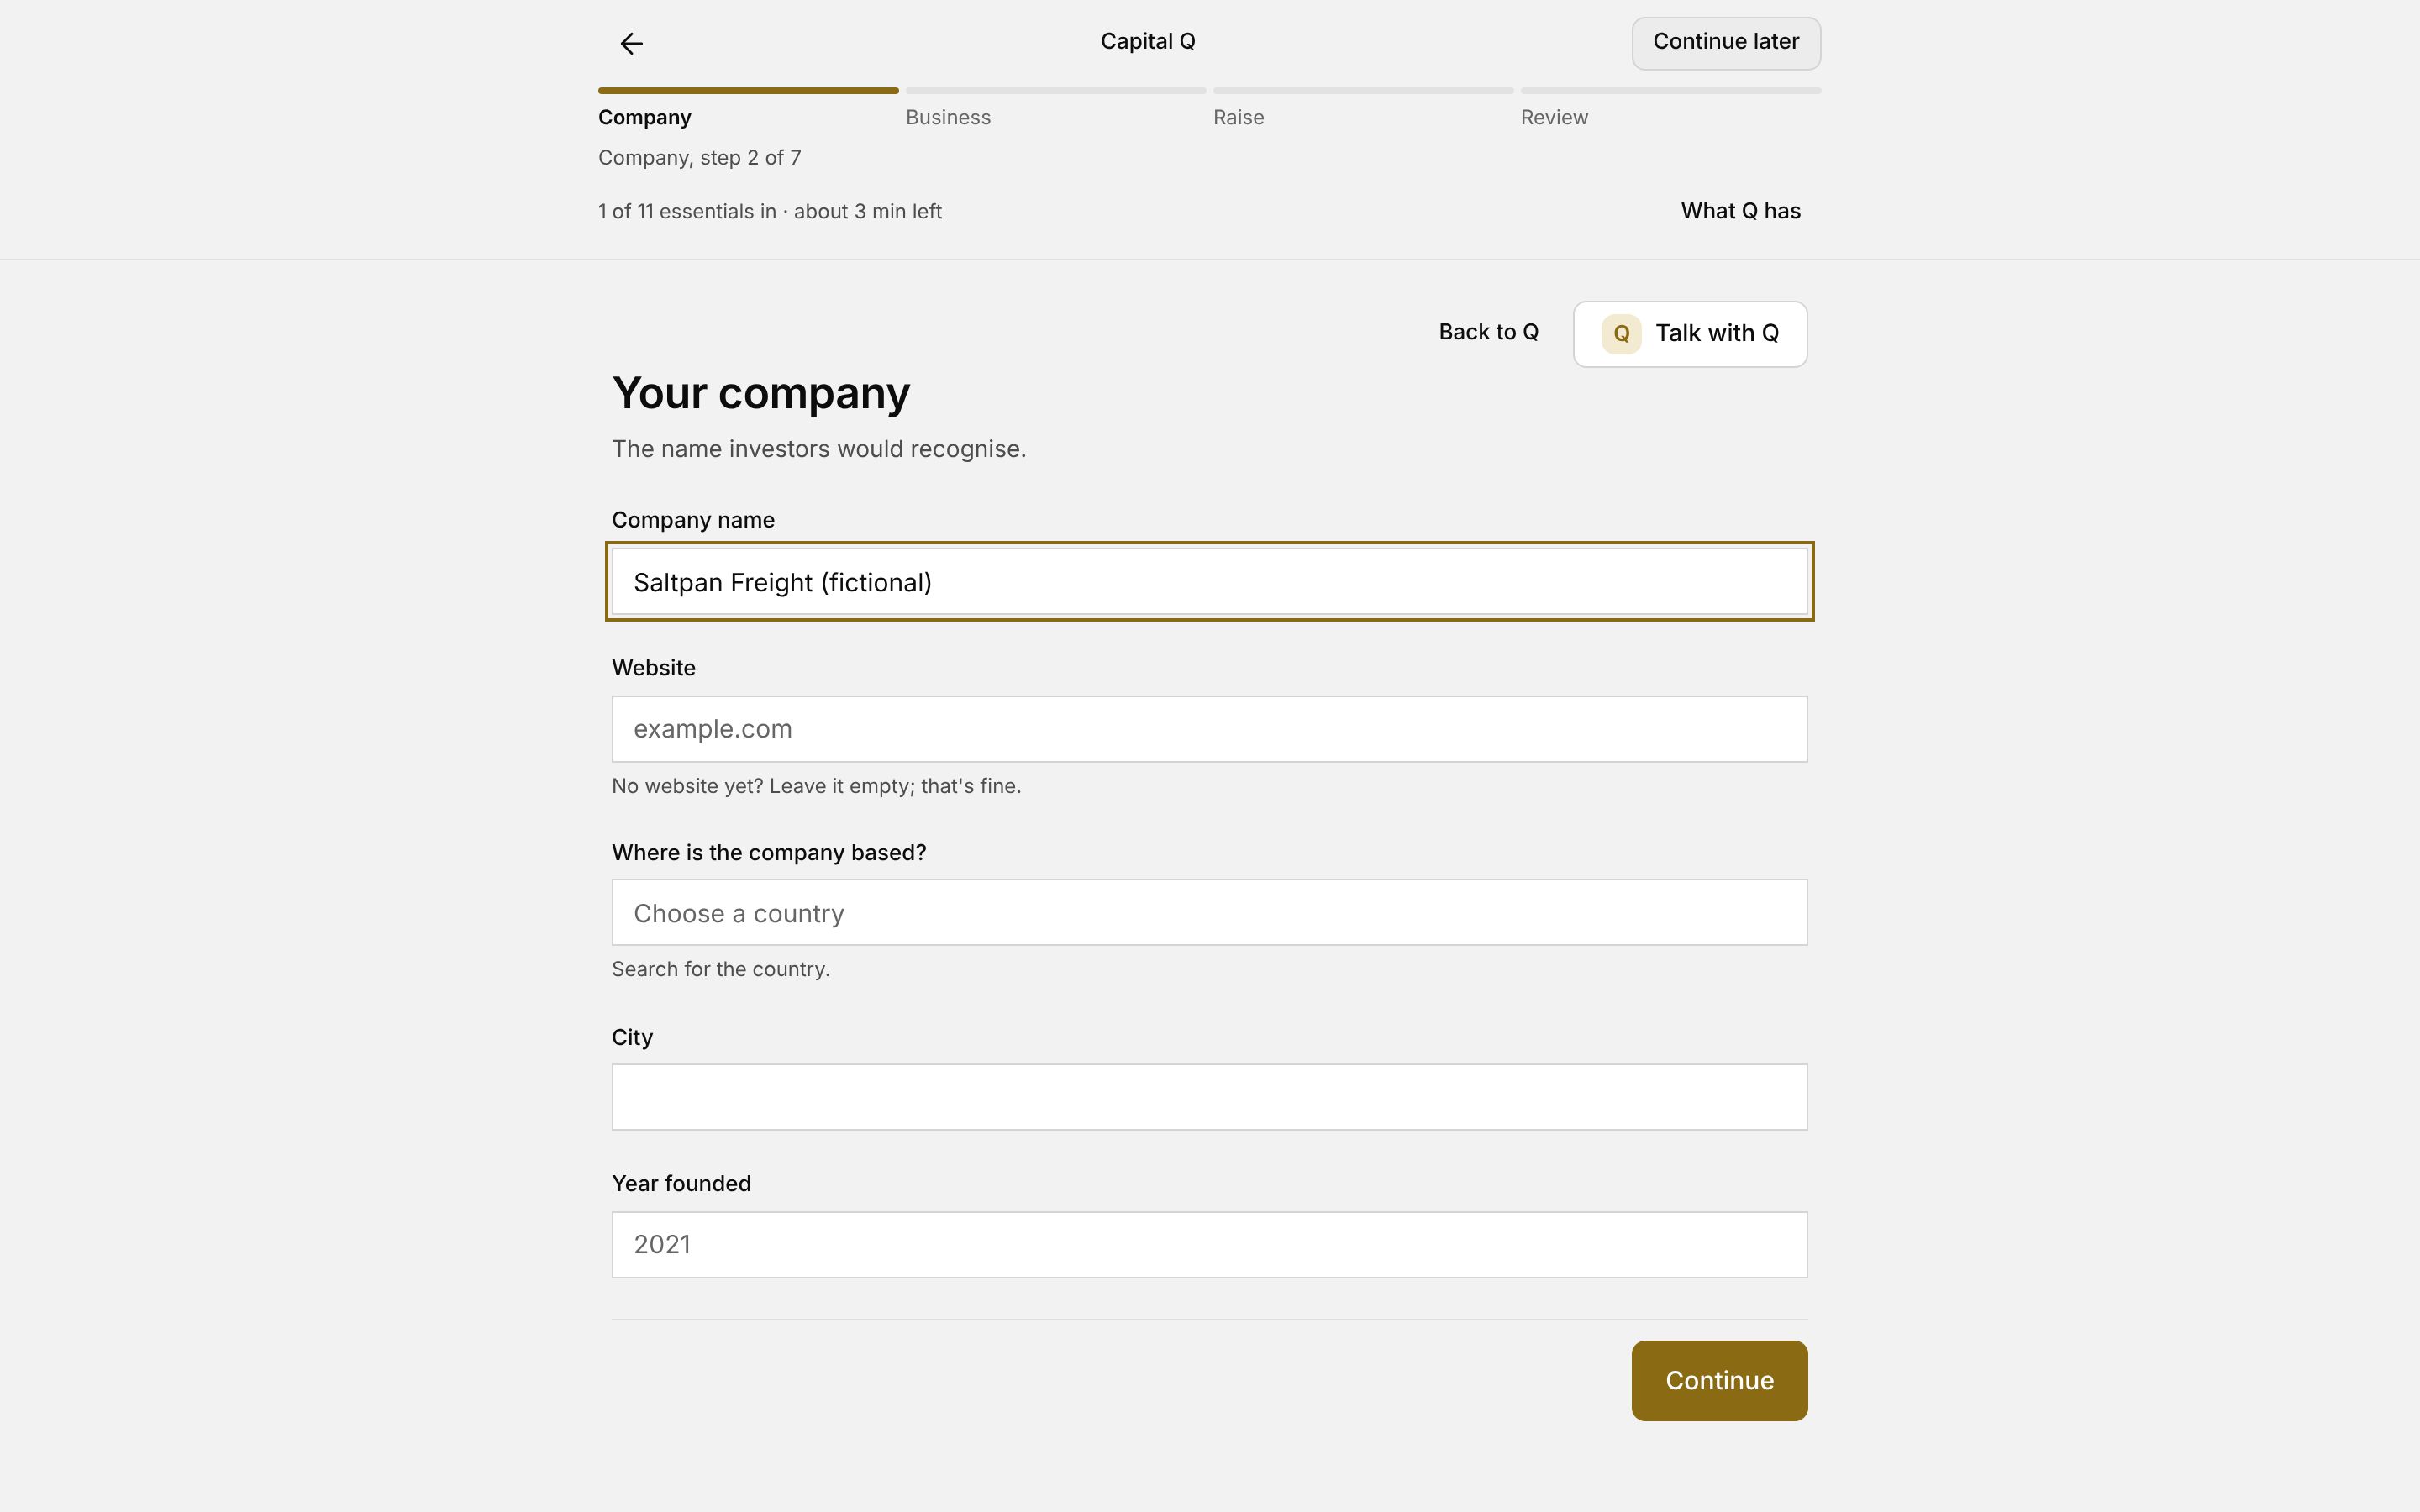 Capital Q
Continue later
Company
Business
Raise
Review
Company, step 2 of 7
1 of 11 essentials in · about 3 min left
What Q has
Back to Q
Q Talk with Q
Your company
The name investors would recognise.
Company name
Saltpan Freight (fictional)
Website
example.com
No website yet? Leave it empty; that's fine.
Where is the company based?
Choose a country
Search for the country.
City
Year founded
2021
Continue